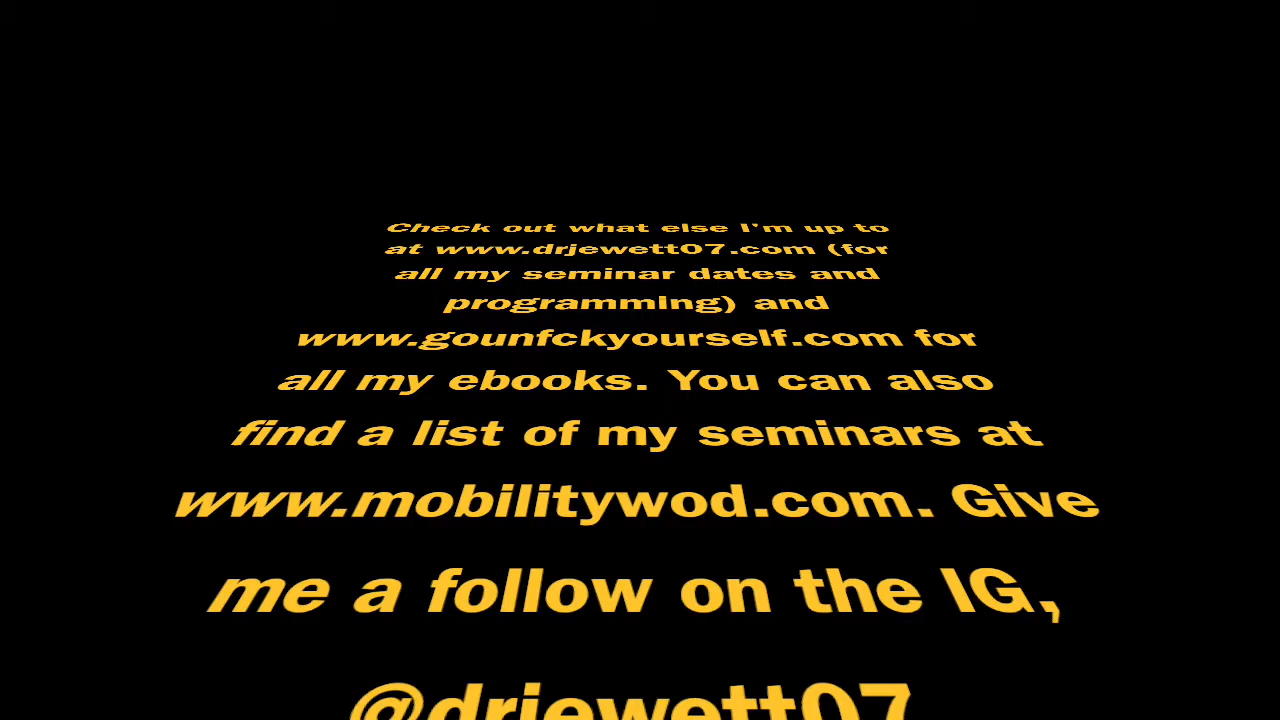 Check out what else I'm up to
at www.drjewett07.com (for
all my seminar dates and
programming) and
www.gounfckyourself.com for
all my ebooks. You can also
find a list of my seminars at
www.mobilitywod.com. Give
me a follow on the IG,
@drjewett07